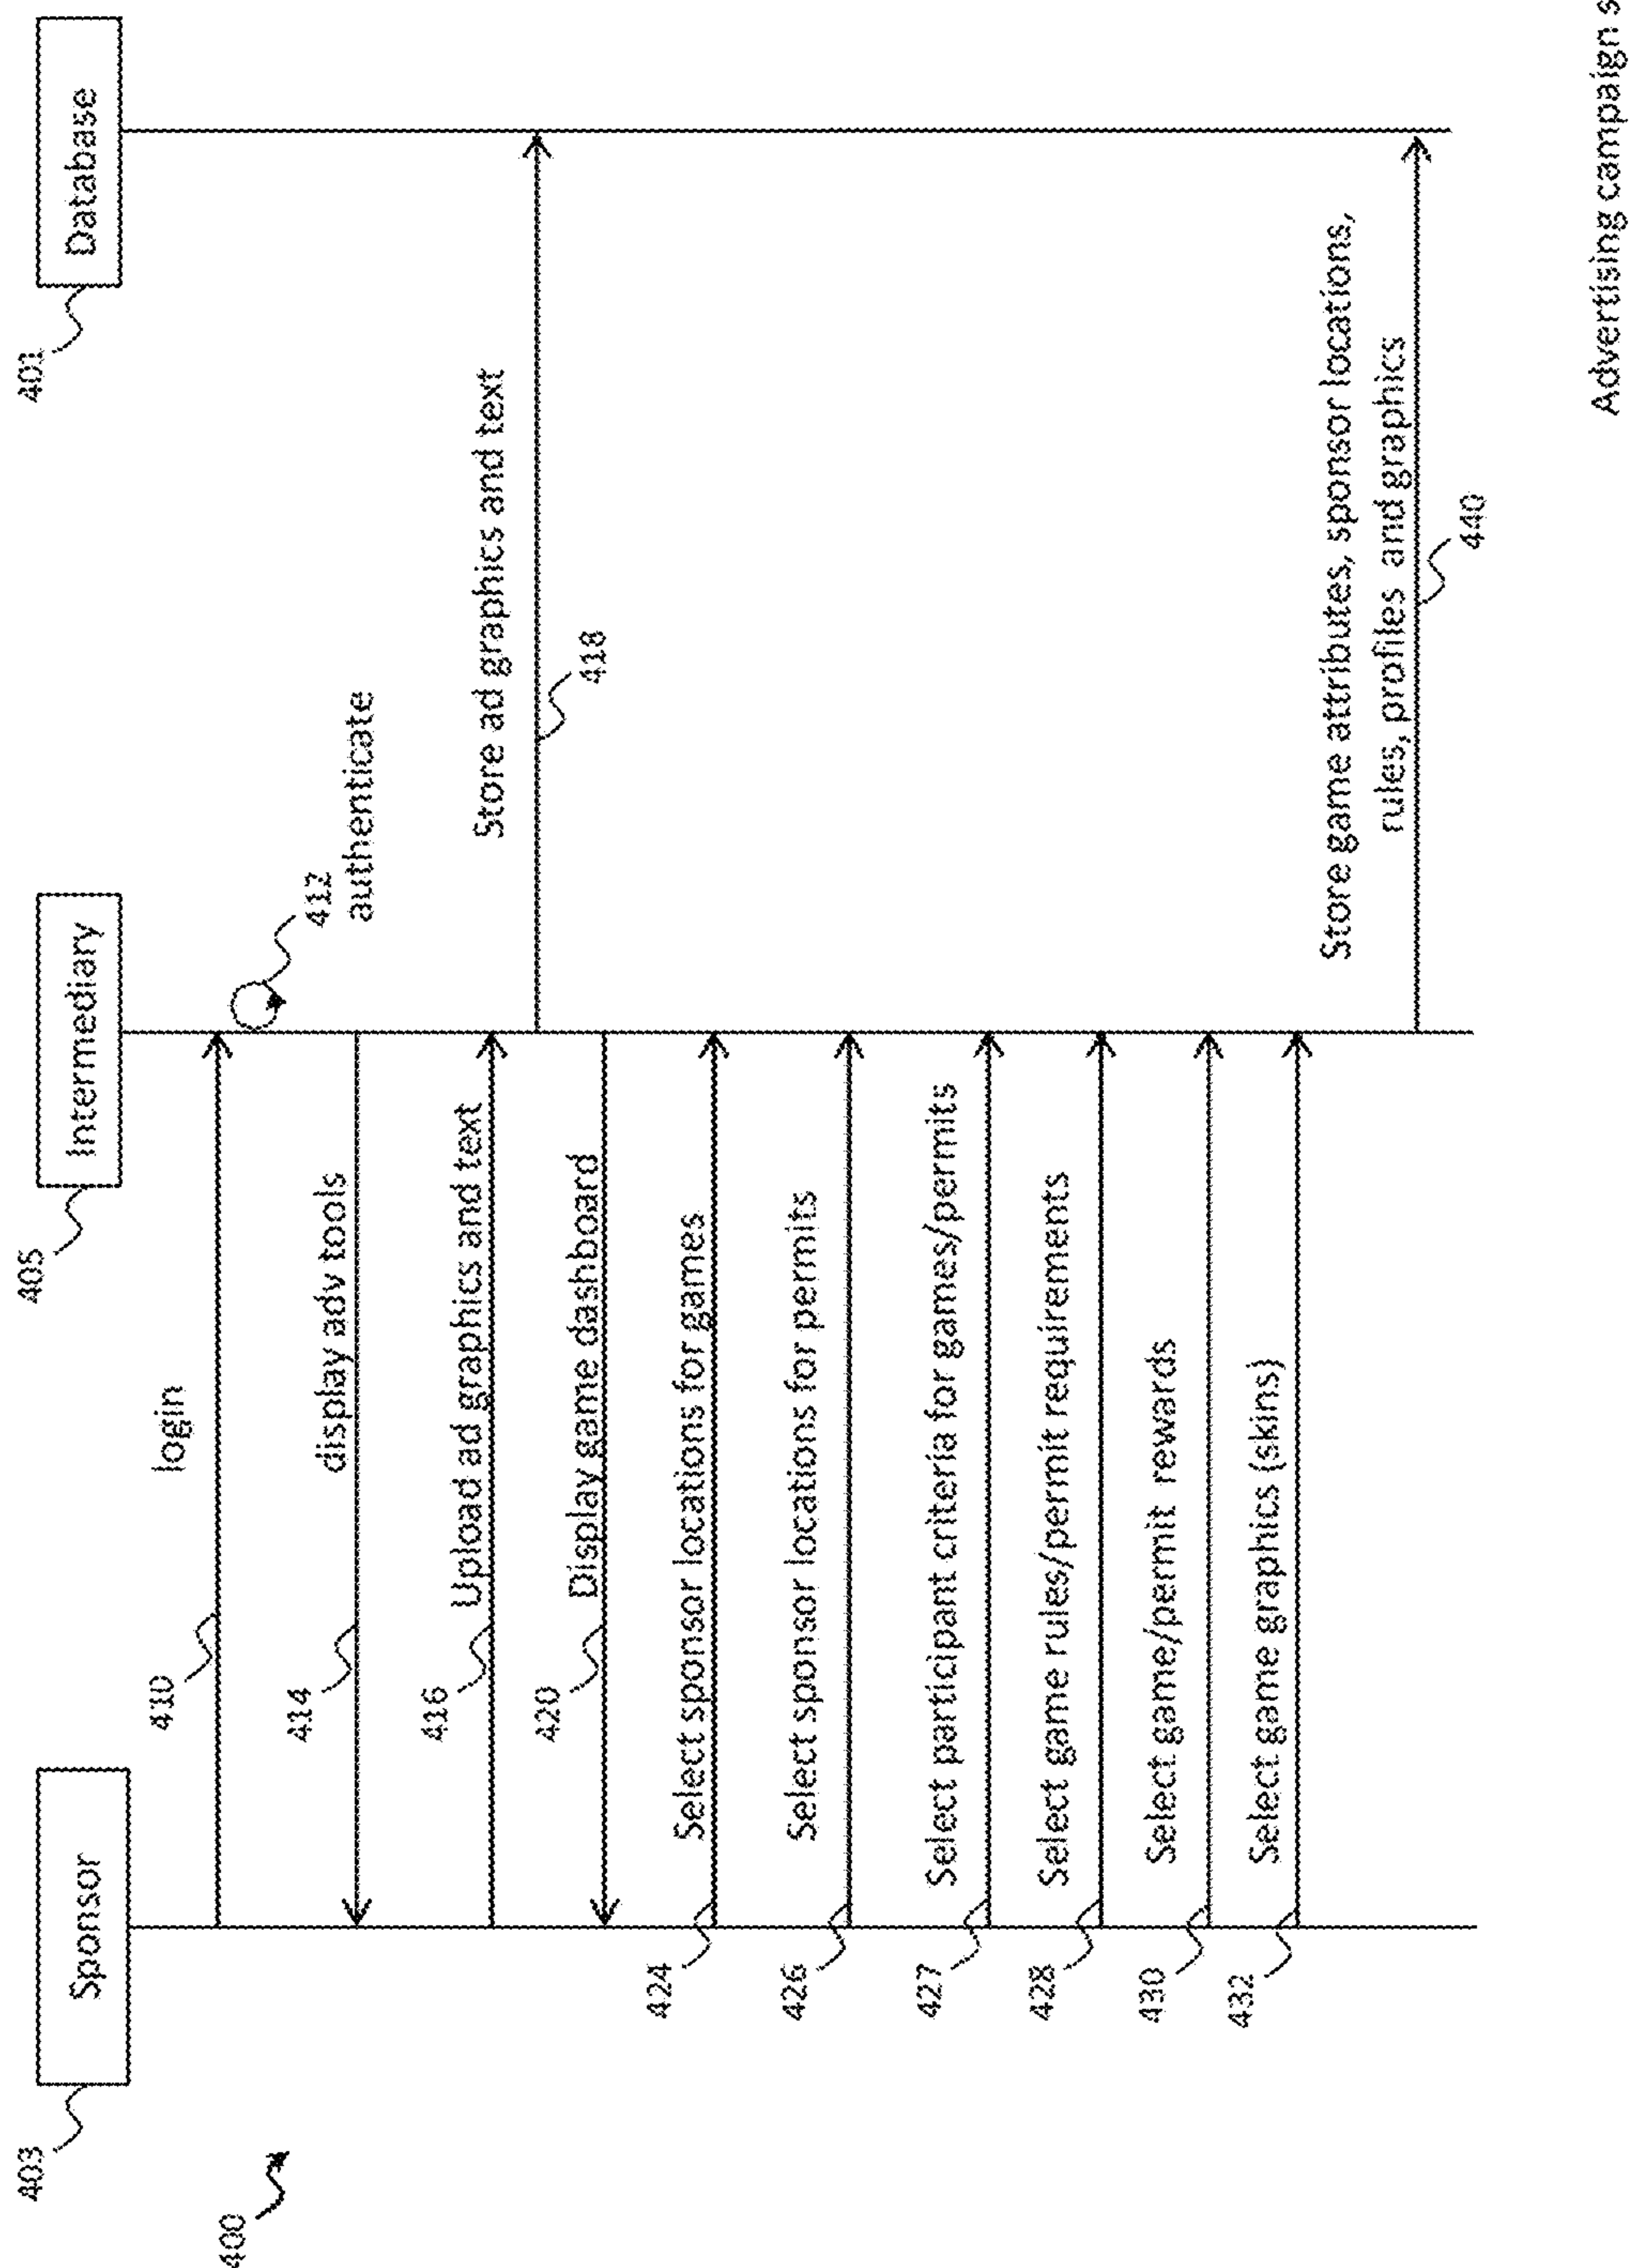 403
Sponsor
405
Intermediary
401
Database
400
410
login
412
authenticate
414
display adv tools
416
Upload ad graphics and text
Store ad graphics and text
418
420
Display game dashboard
424
Select sponsor locations for games
426
Select sponsor locations for permits
427
Select participant criteria for games/permits
428
Select game rules/permit requirements
430
Select game/permit rewards
432
Select game graphics (skins)
Store game attributes, sponsor locations,
rules, profiles and graphics
440
Advertising campaign s